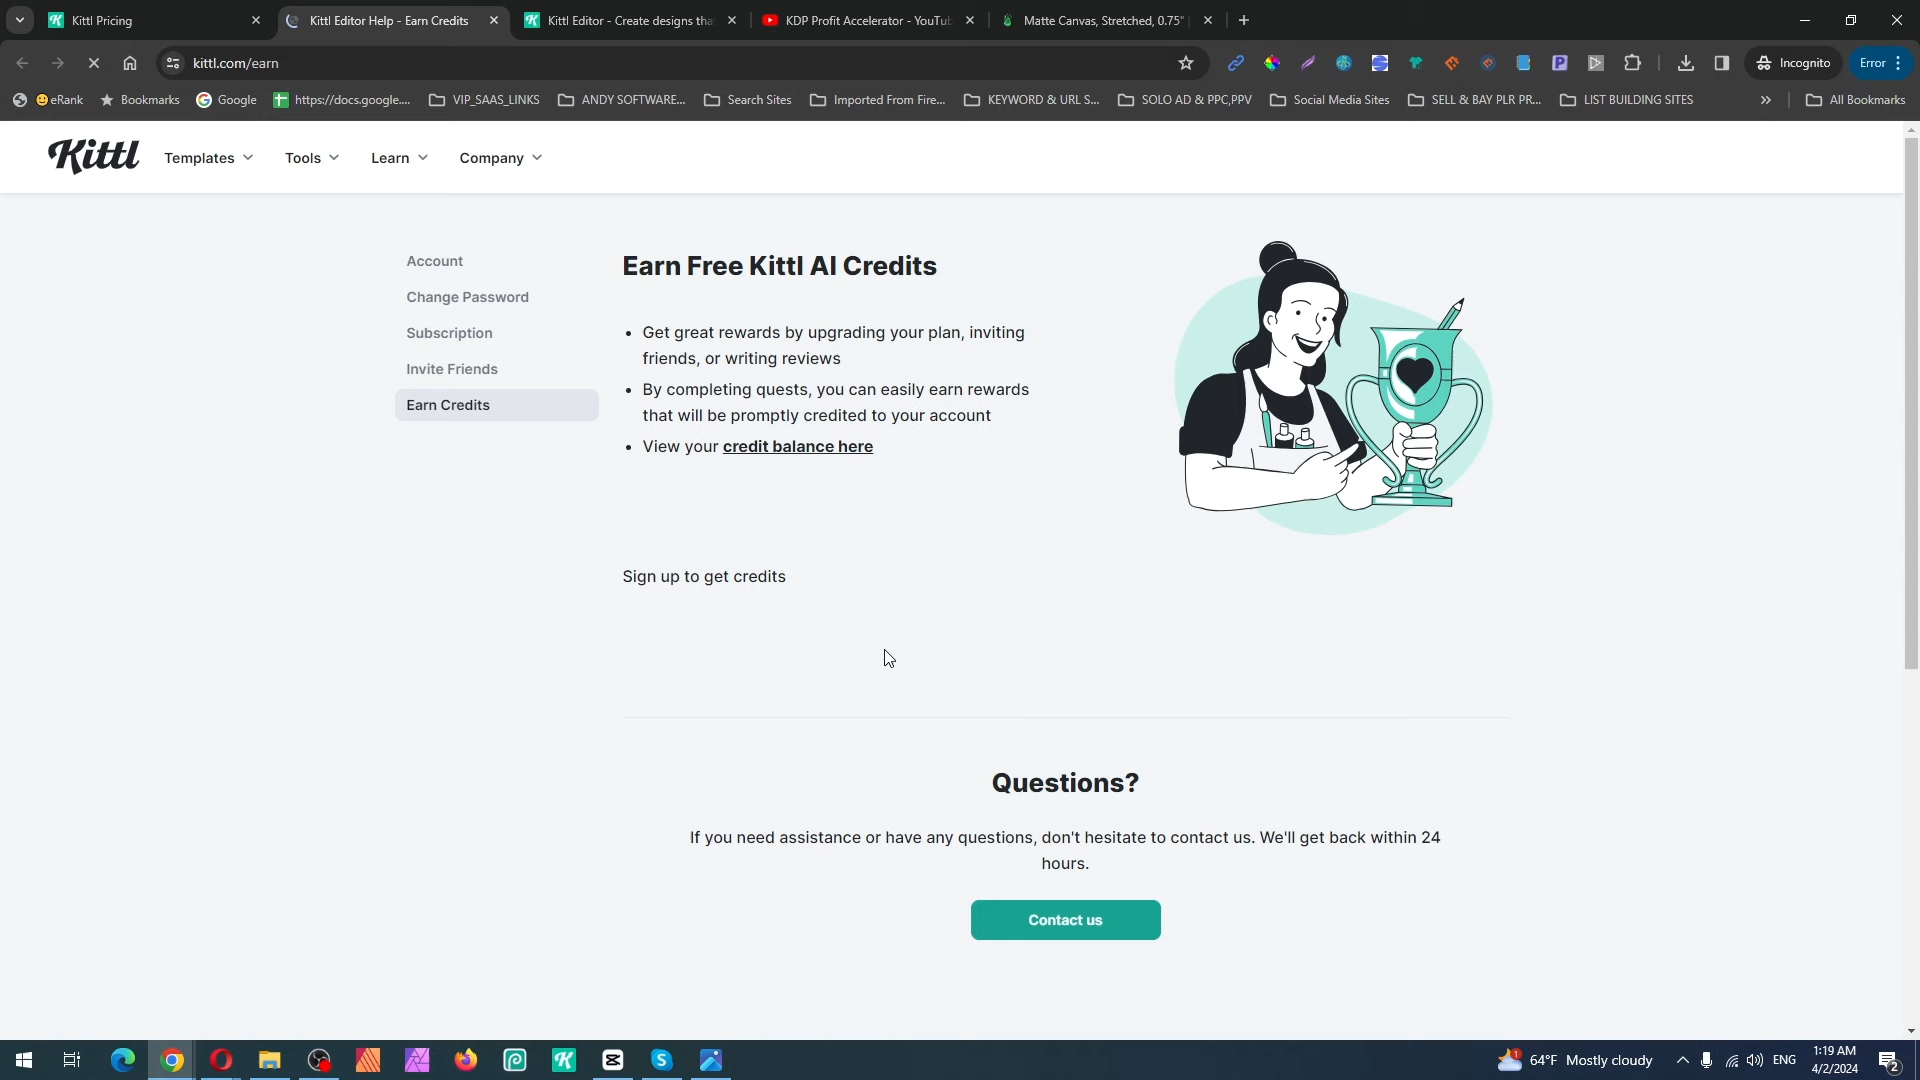 Kittl Pricing
Kittl Editor Help - Earn Credits
Kittl Editor - Create designs tha
KDP Profit Accelerator - YouTub
Matte Canvas, Stretched, 0.75"
kittl.com/earn
Incognito
Error
eRank
Bookmarks
Google
https://docs.google....
VIP_SAAS_LINKS
ANDY SOFTWARE...
Search Sites
Imported From Fire...
KEYWORD & URL S...
SOLO AD & PPC,PPV
Social Media Sites
SELL & BAY PLR PR...
LIST BUILDING SITES
All Bookmarks
Kittl
Templates
Tools
Learn
Company
Account
Change Password
Subscription
Invite Friends
Earn Credits
Earn Free Kittl AI Credits
• Get great rewards by upgrading your plan, inviting
friends, or writing reviews
• By completing quests, you can easily earn rewards
that will be promptly credited to your account
• View your credit balance here
Sign up to get credits
Questions?
If you need assistance or have any questions, don't hesitate to contact us. We'll get back within 24
hours.
Contact us
64°F Mostly cloudy
ENG
1:19 AM
4/2/2024
2